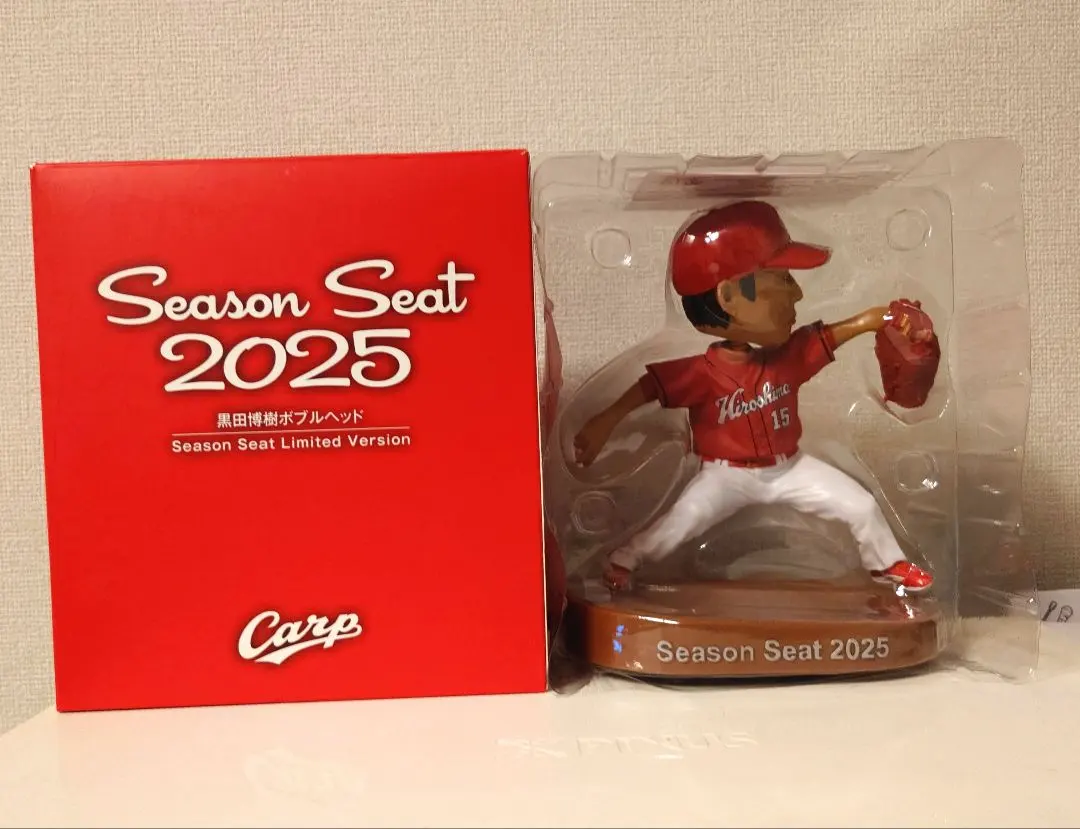 Season Seat
2025
黒田博樹ボブルヘッド
Season Seat Limited Version
Carp
Hiroshima
15
Season Seat 2025